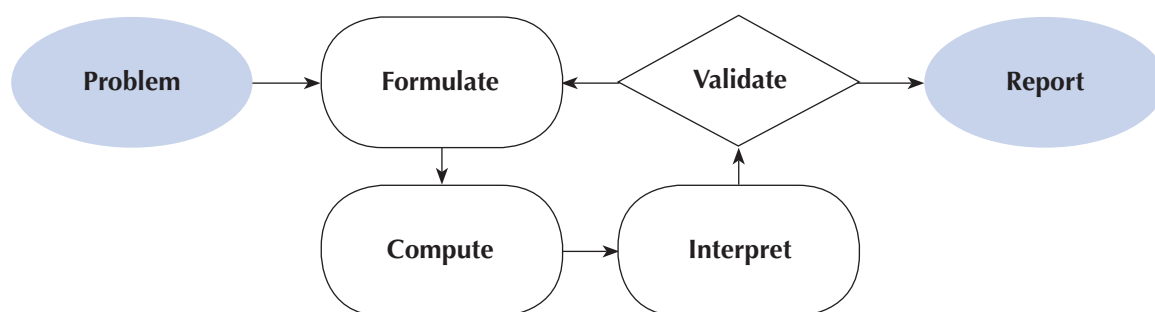 Problem
Formulate
Validate
Report
Compute
Interpret